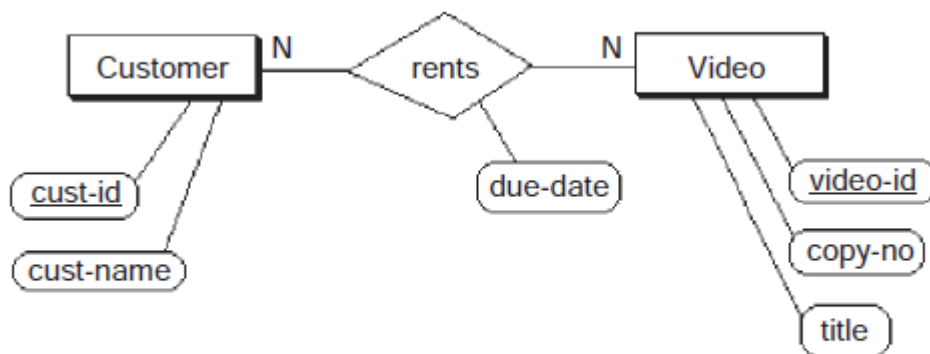 Customer
N
rents
N
Video
cust-id
cust-name
due-date
video-id
copy-no
title